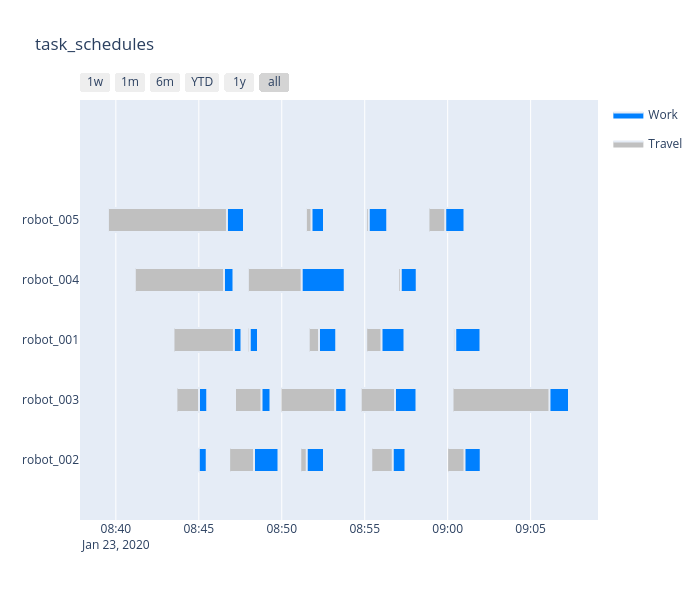 task_schedules
1w 1m 6m YTD 1y all
Work
Travel
robot_005
robot_004
robot_001
robot_003
robot_002
08:40 08:45 08:50 08:55 09:00 09:05
Jan 23, 2020